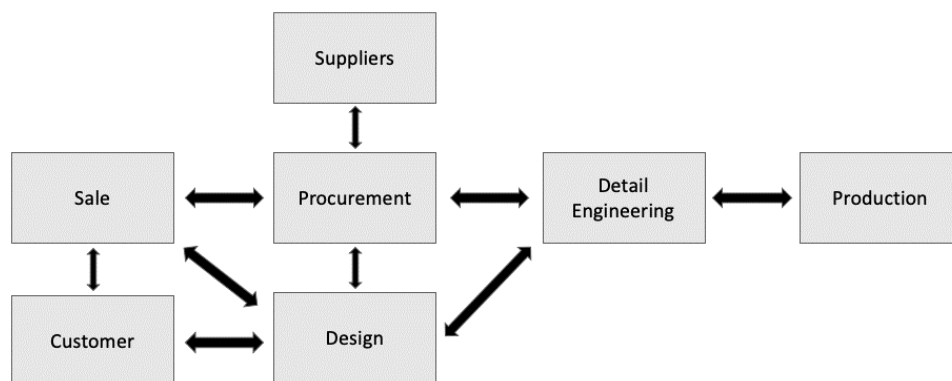 Suppliers
Sale
Procurement
Detail
Engineering
Production
Customer
Design